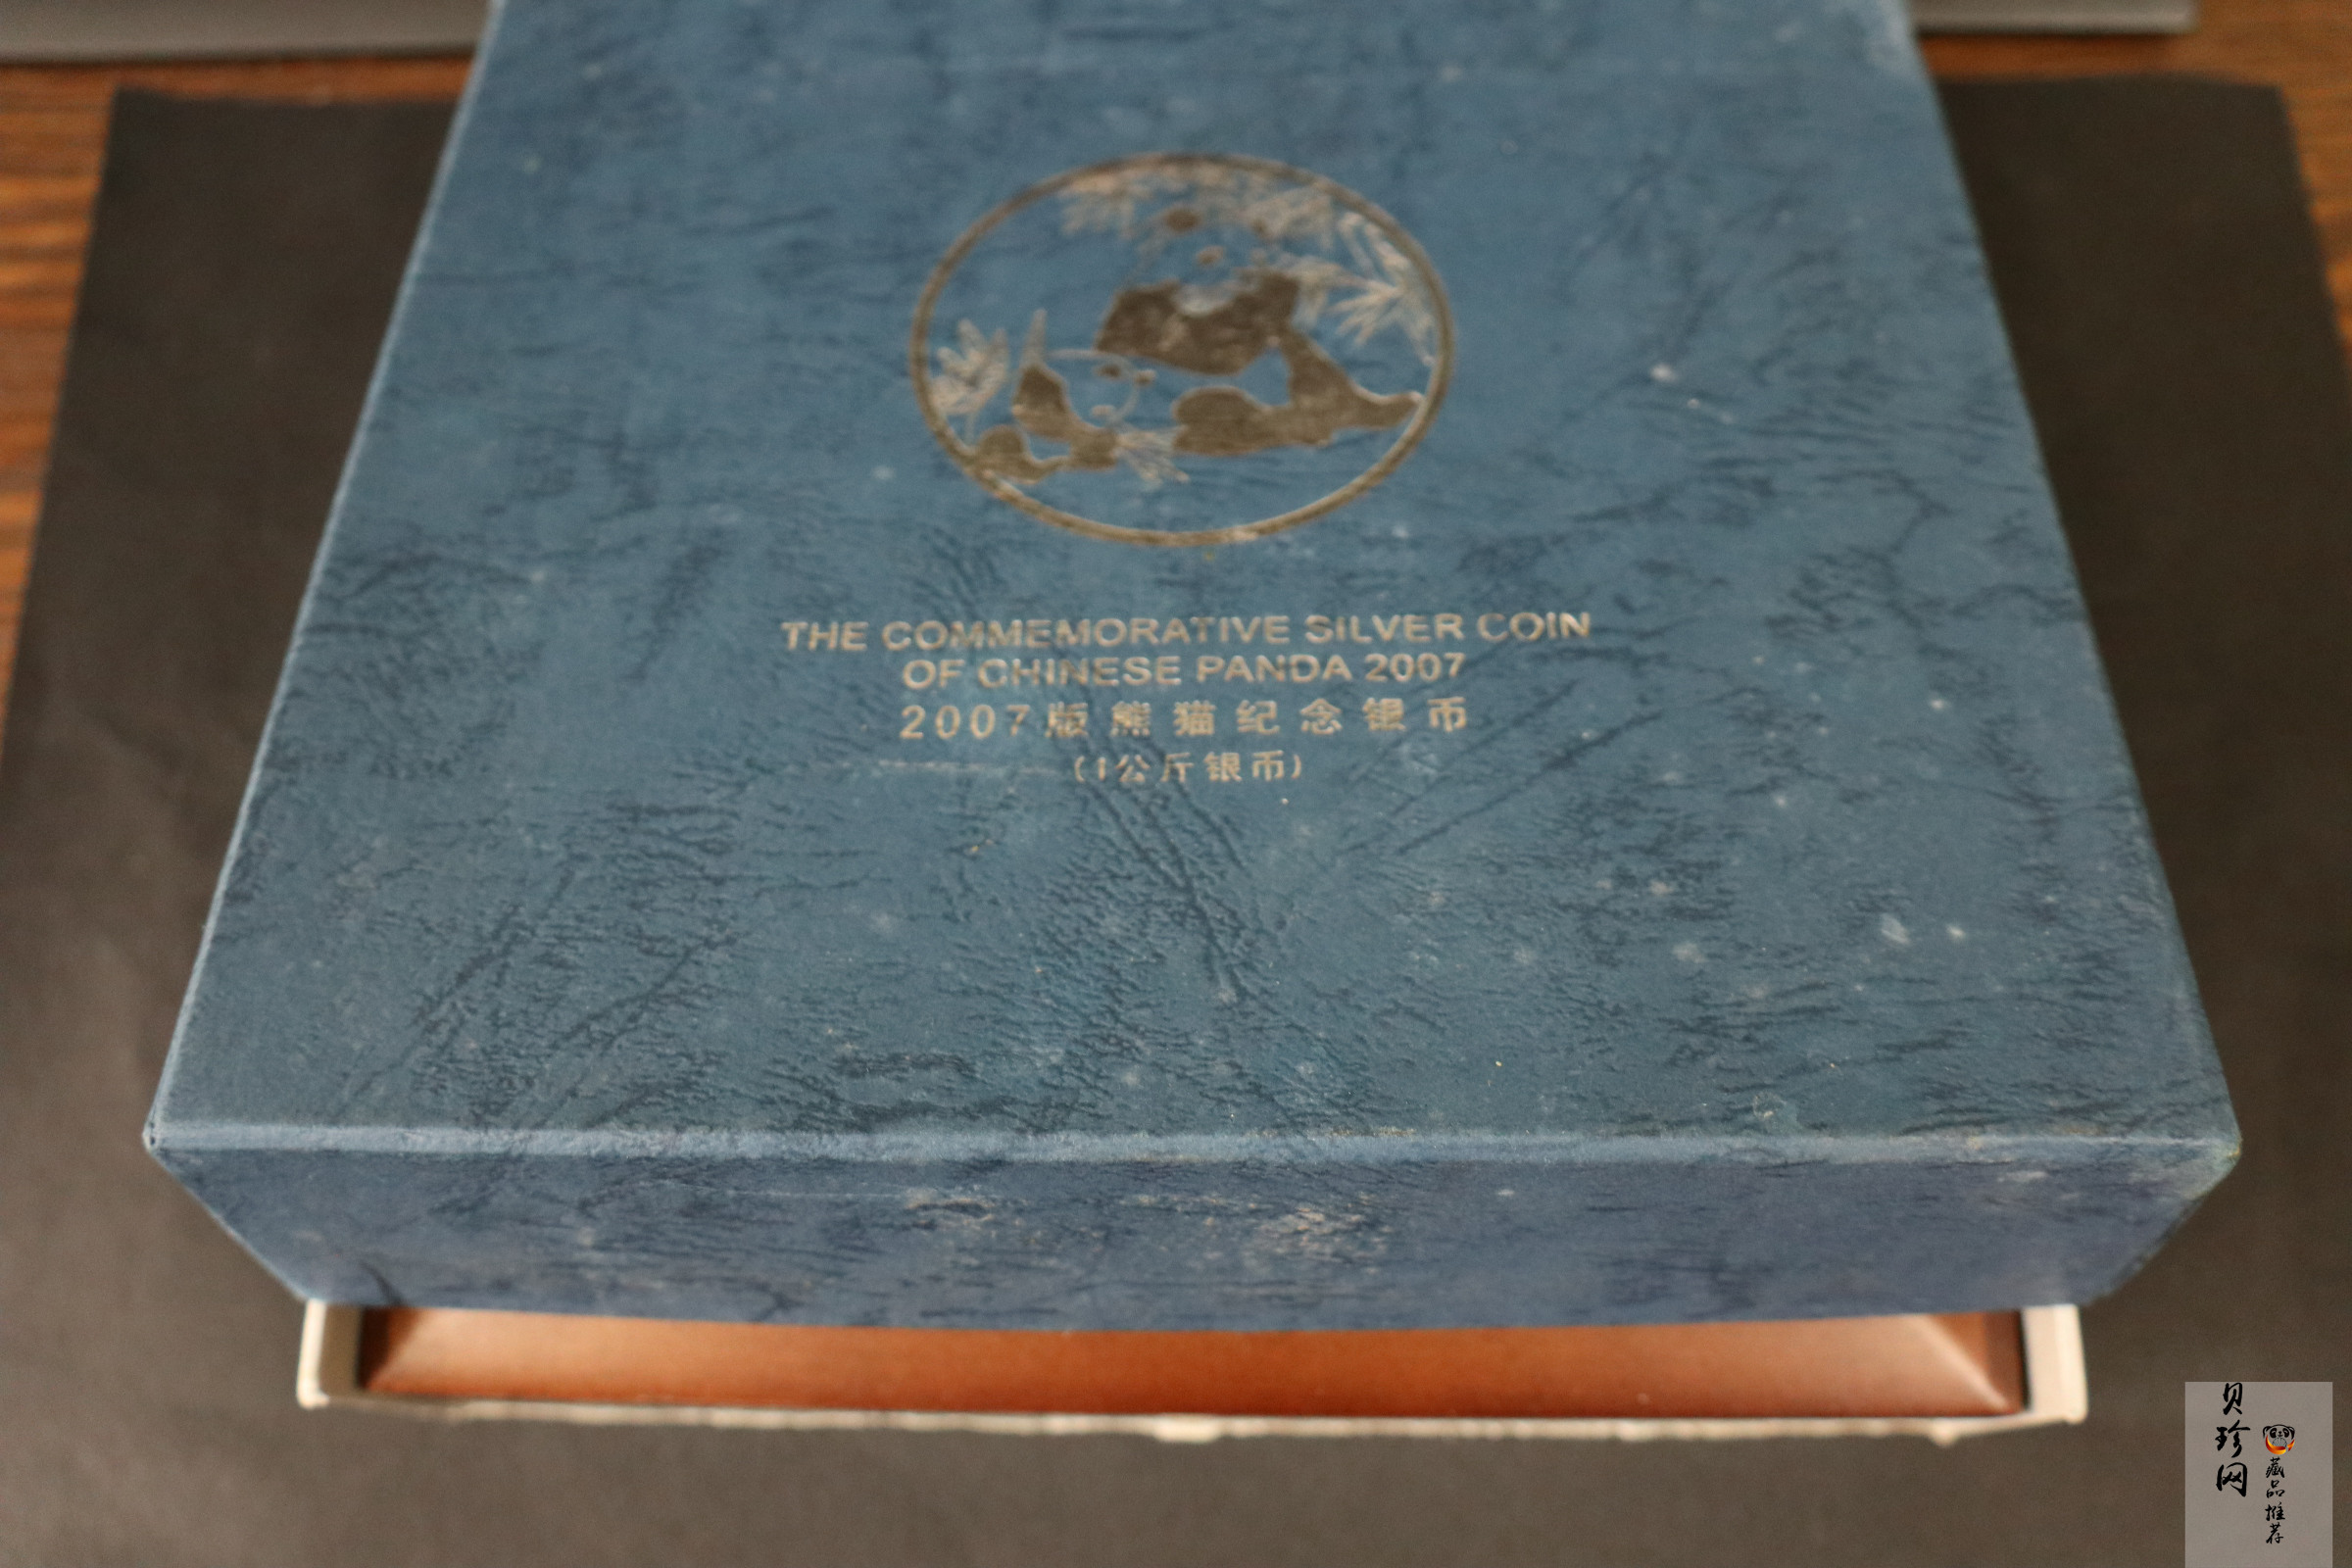 THE COMMEMORATIVE SILVER COIN
OF CHINESE PANDA 2007
2007版熊猫纪念银币
(1公斤银币)
贝珍网
藏品推荐